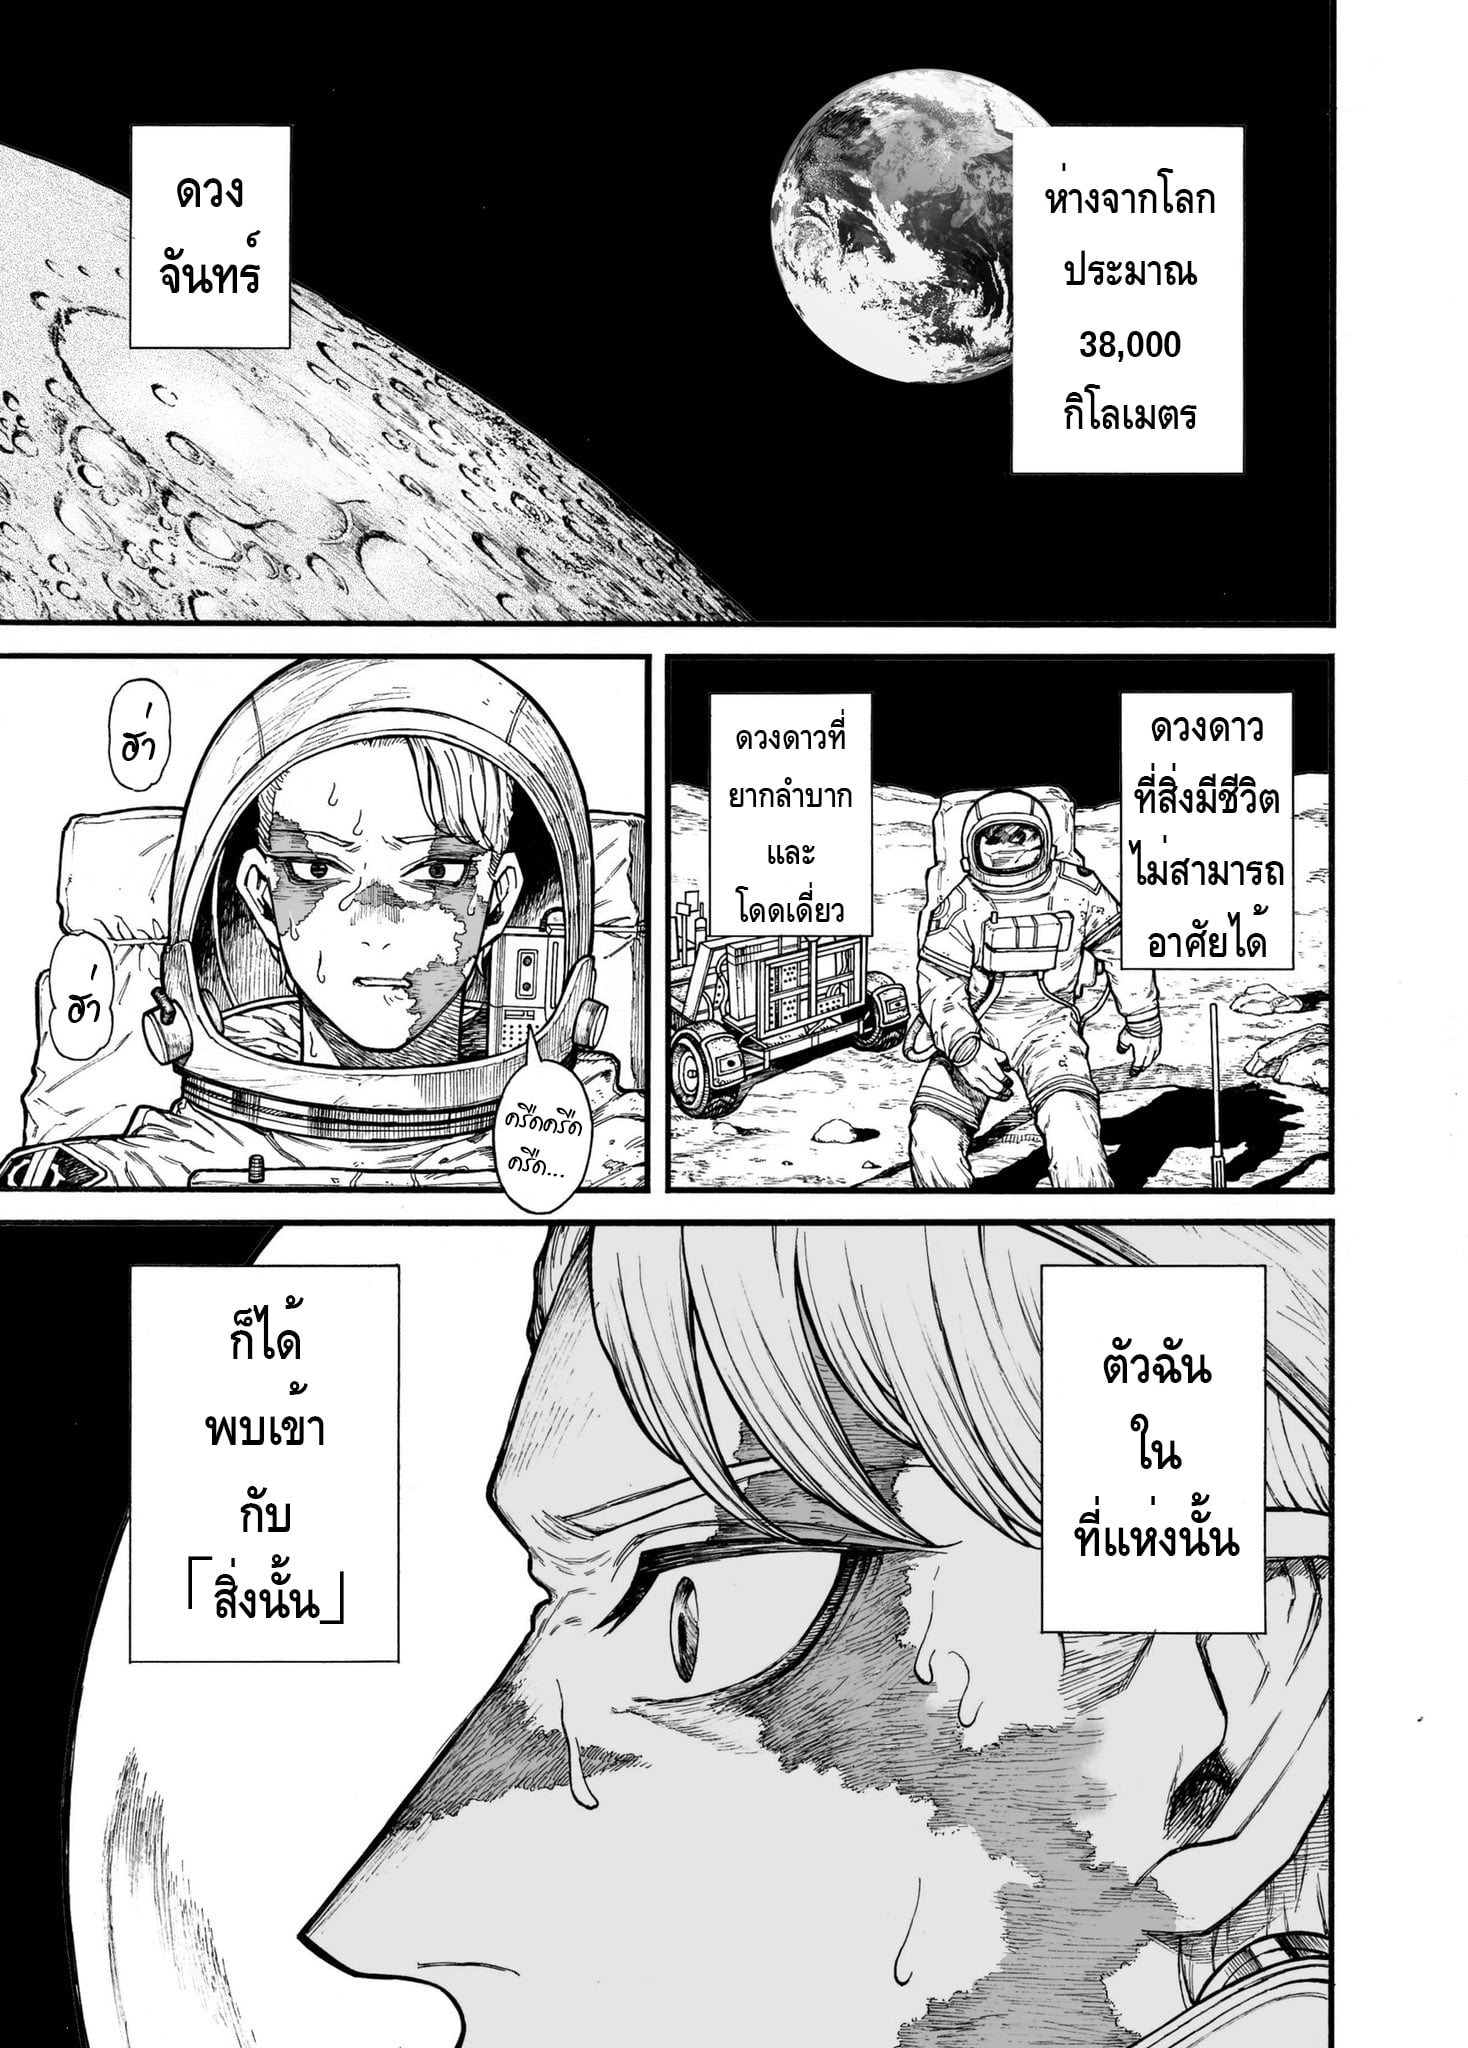 ห่างจากโลก
ประมาณ
38,000
กิโลเมตร
ดวง
จันทร์
ดวงดาว
ที่สิ่งมีชีวิต
ไม่สามารถ
อาศัยได้
ดวงดาวที่
ยากลำบาก
และ
โดดเดี่ยว
ฮ่า
ฮ่า
ครืดครืด
ครืด...
ตัวฉัน
ใน
ที่แห่งนั้น
ก็ได้
พบเข้า
กับ
「สิ่งนั้น」